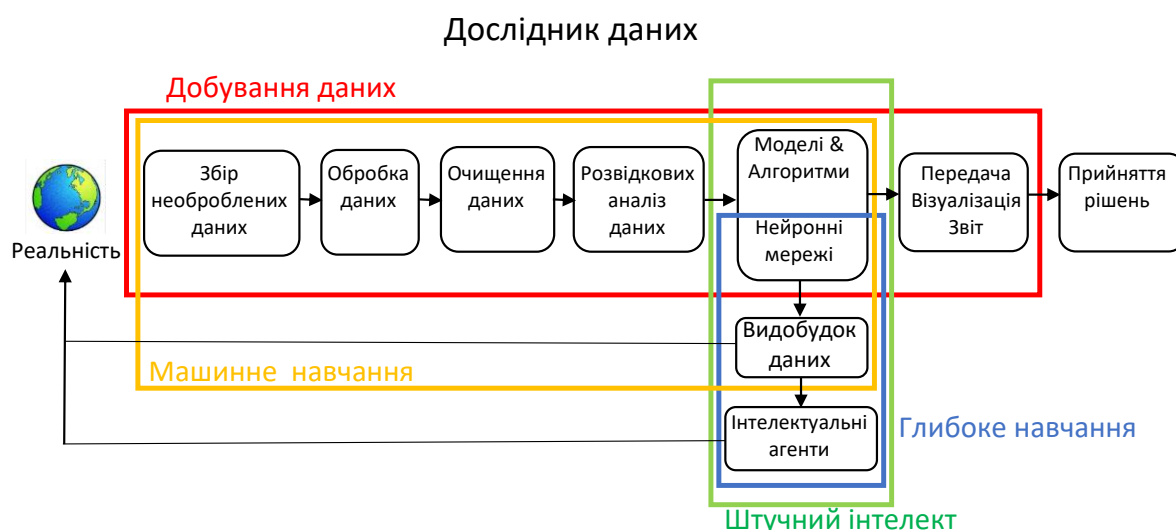 Дослідник даних
Добування даних
Реальність
Збір
необроблених
даних
Обробка
даних
Очищення
даних
Розвідкових
аналіз
даних
Моделі &
Алгоритми
Нейронні
мережі
Передача
Візуалізація
Звіт
Прийняття
рішень
Видобудок
даних
Машинне навчання
Інтелектуальні
агенти
Глибоке навчання
Штучний інтелект